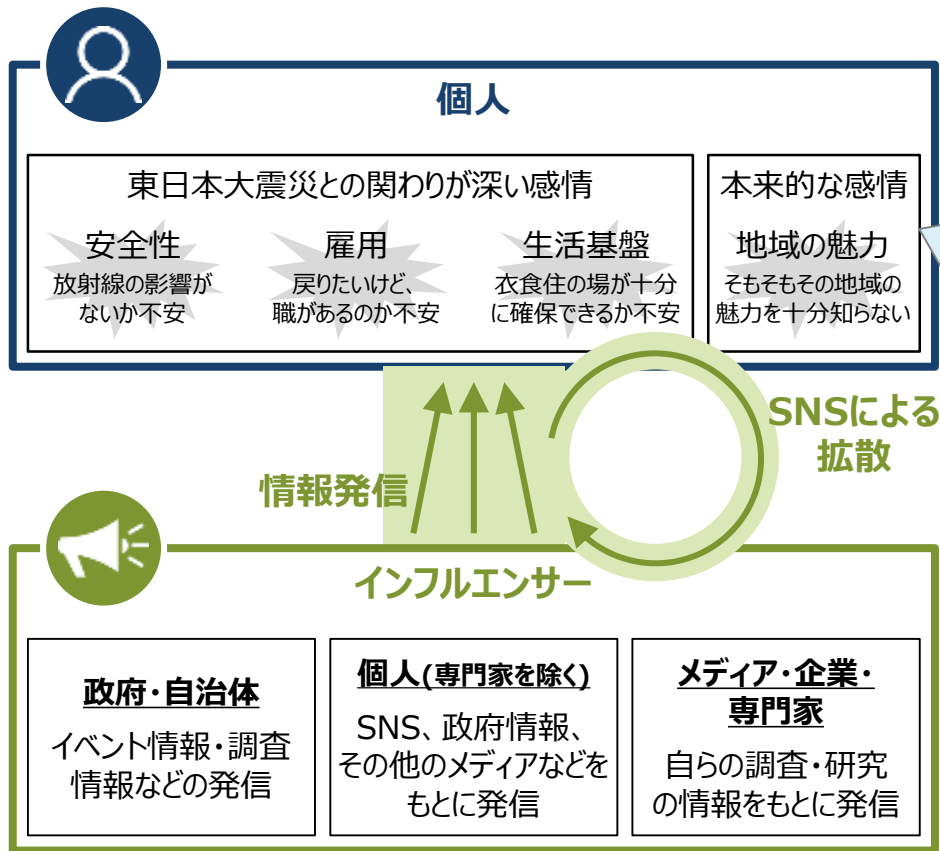 個人
東日本大震災との関わりが深い感情
安全性
放射線の影響が
ないか不安
雇用
戻りたいけど、
職があるのか不安
生活基盤
衣食住の場が十分
に確保できるか不安
本来的な感情
地域の魅力
そもそもその地域の
魅力を十分知らない
SNSによる
拡散
情報発信
インフルエンサー
政府・自治体
イベント情報・調査
情報などの発信
個人(専門家を除く)
SNS、政府情報、
その他のメディアなどを
もとに発信
メディア・企業・
専門家
自らの調査・研究
の情報をもとに発信